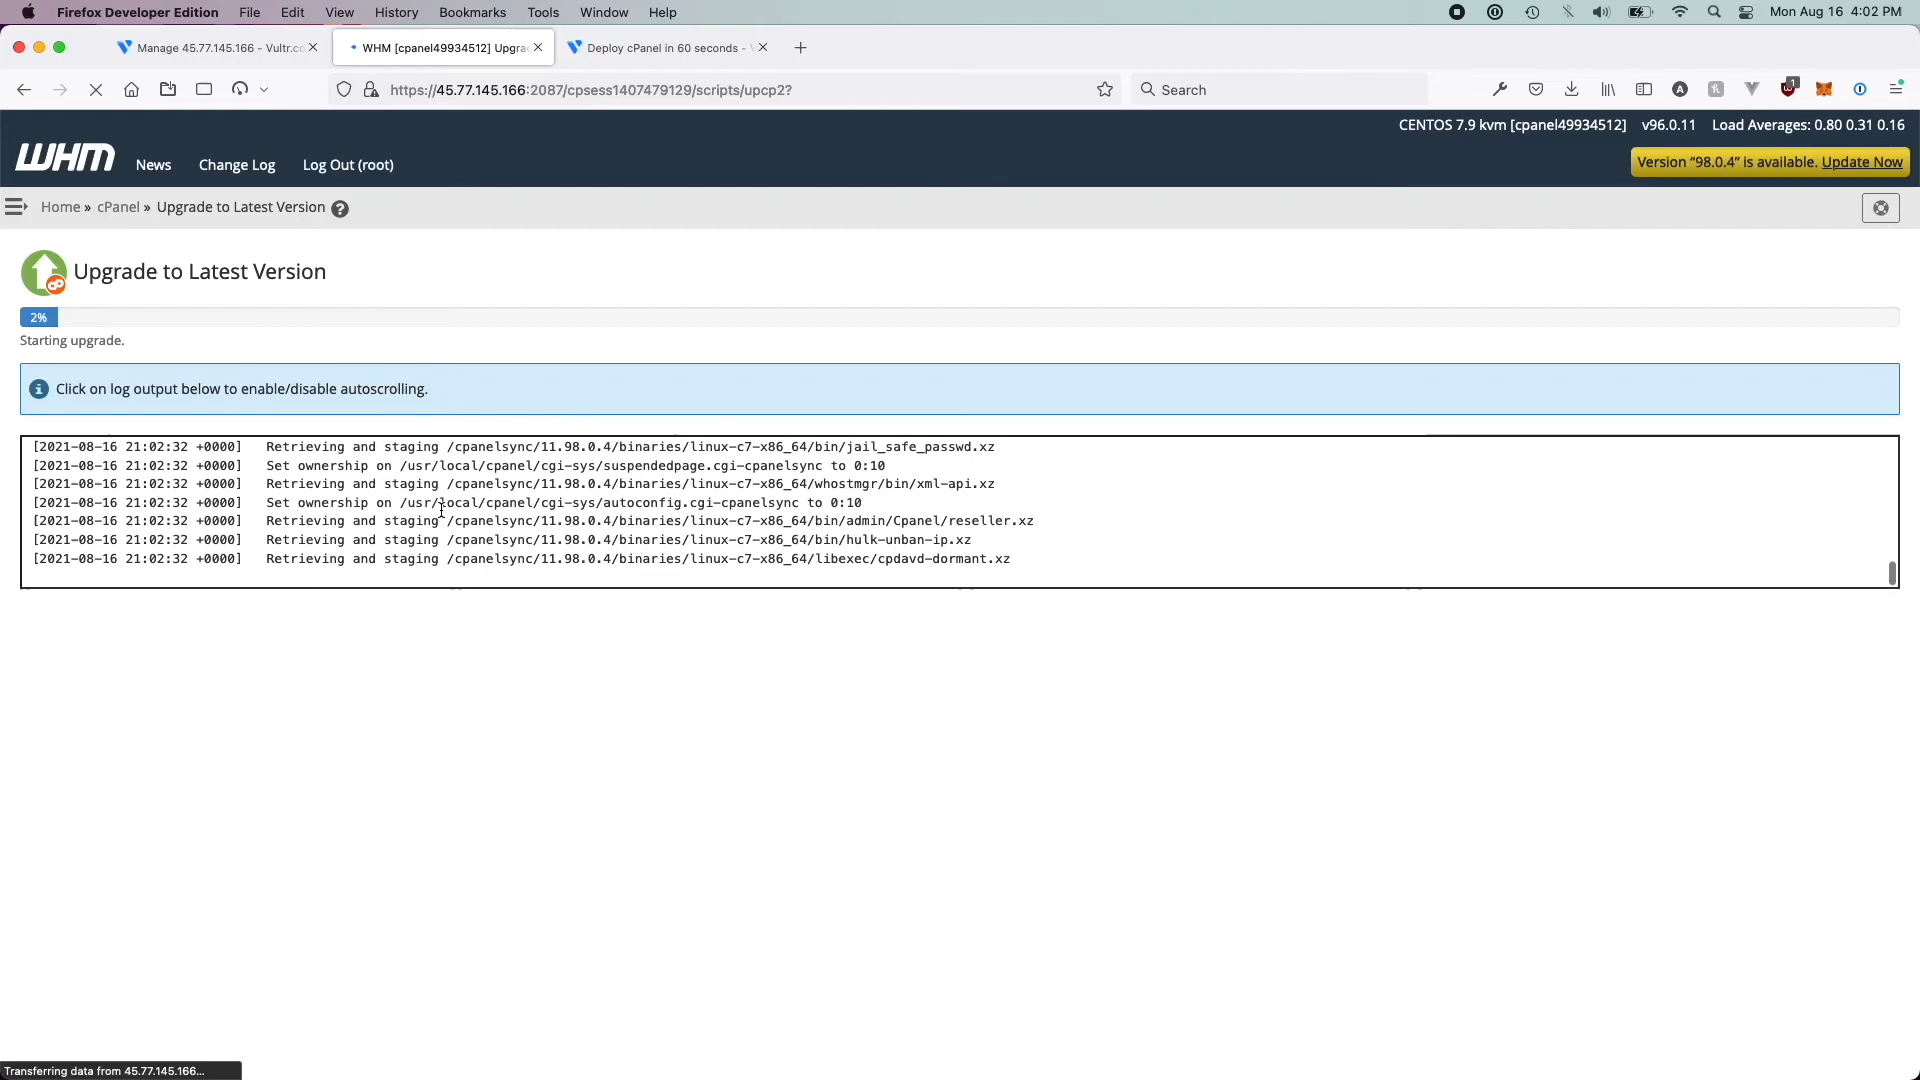 Firefox Developer Edition File Edit View History Bookmarks Tools Window Help Mon Aug 16 4:02 PM
Manage 45.77.145.166 - Vultr.co WHM [cpanel49934512] Upgra Deploy cPanel in 60 seconds -
https://45.77.145.166:2087/cpsess1407479129/scripts/upcp2? Search 1
CENTOS 7.9 kvm [cpanel49934512] v96.0.11 Load Averages: 0.80 0.31 0.16
WHM News Change Log Log Out (root) Version “98.0.4” is available. Update Now
Home » cPanel » Upgrade to Latest Version
Upgrade to Latest Version
2%
Starting upgrade.
Click on log output below to enable/disable autoscrolling.
[2021-08-16 21:02:32 +0000] Retrieving and staging /cpanelsync/11.98.0.4/binaries/linux-c7-x86_64/bin/jail_safe_passwd.xz
[2021-08-16 21:02:32 +0000] Set ownership on /usr/local/cpanel/cgi-sys/suspendedpage.cgi-cpanelsync to 0:10
[2021-08-16 21:02:32 +0000] Retrieving and staging /cpanelsync/11.98.0.4/binaries/linux-c7-x86_64/whostmgr/bin/xml-api.xz
[2021-08-16 21:02:32 +0000] Set ownership on /usr/local/cpanel/cgi-sys/autoconfig.cgi-cpanelsync to 0:10
[2021-08-16 21:02:32 +0000] Retrieving and staging /cpanelsync/11.98.0.4/binaries/linux-c7-x86_64/bin/admin/Cpanel/reseller.xz
[2021-08-16 21:02:32 +0000] Retrieving and staging /cpanelsync/11.98.0.4/binaries/linux-c7-x86_64/bin/hulk-unban-ip.xz
[2021-08-16 21:02:32 +0000] Retrieving and staging /cpanelsync/11.98.0.4/binaries/linux-c7-x86_64/libexec/cpdavd-dormant.xz
Transferring data from 45.77.145.166...